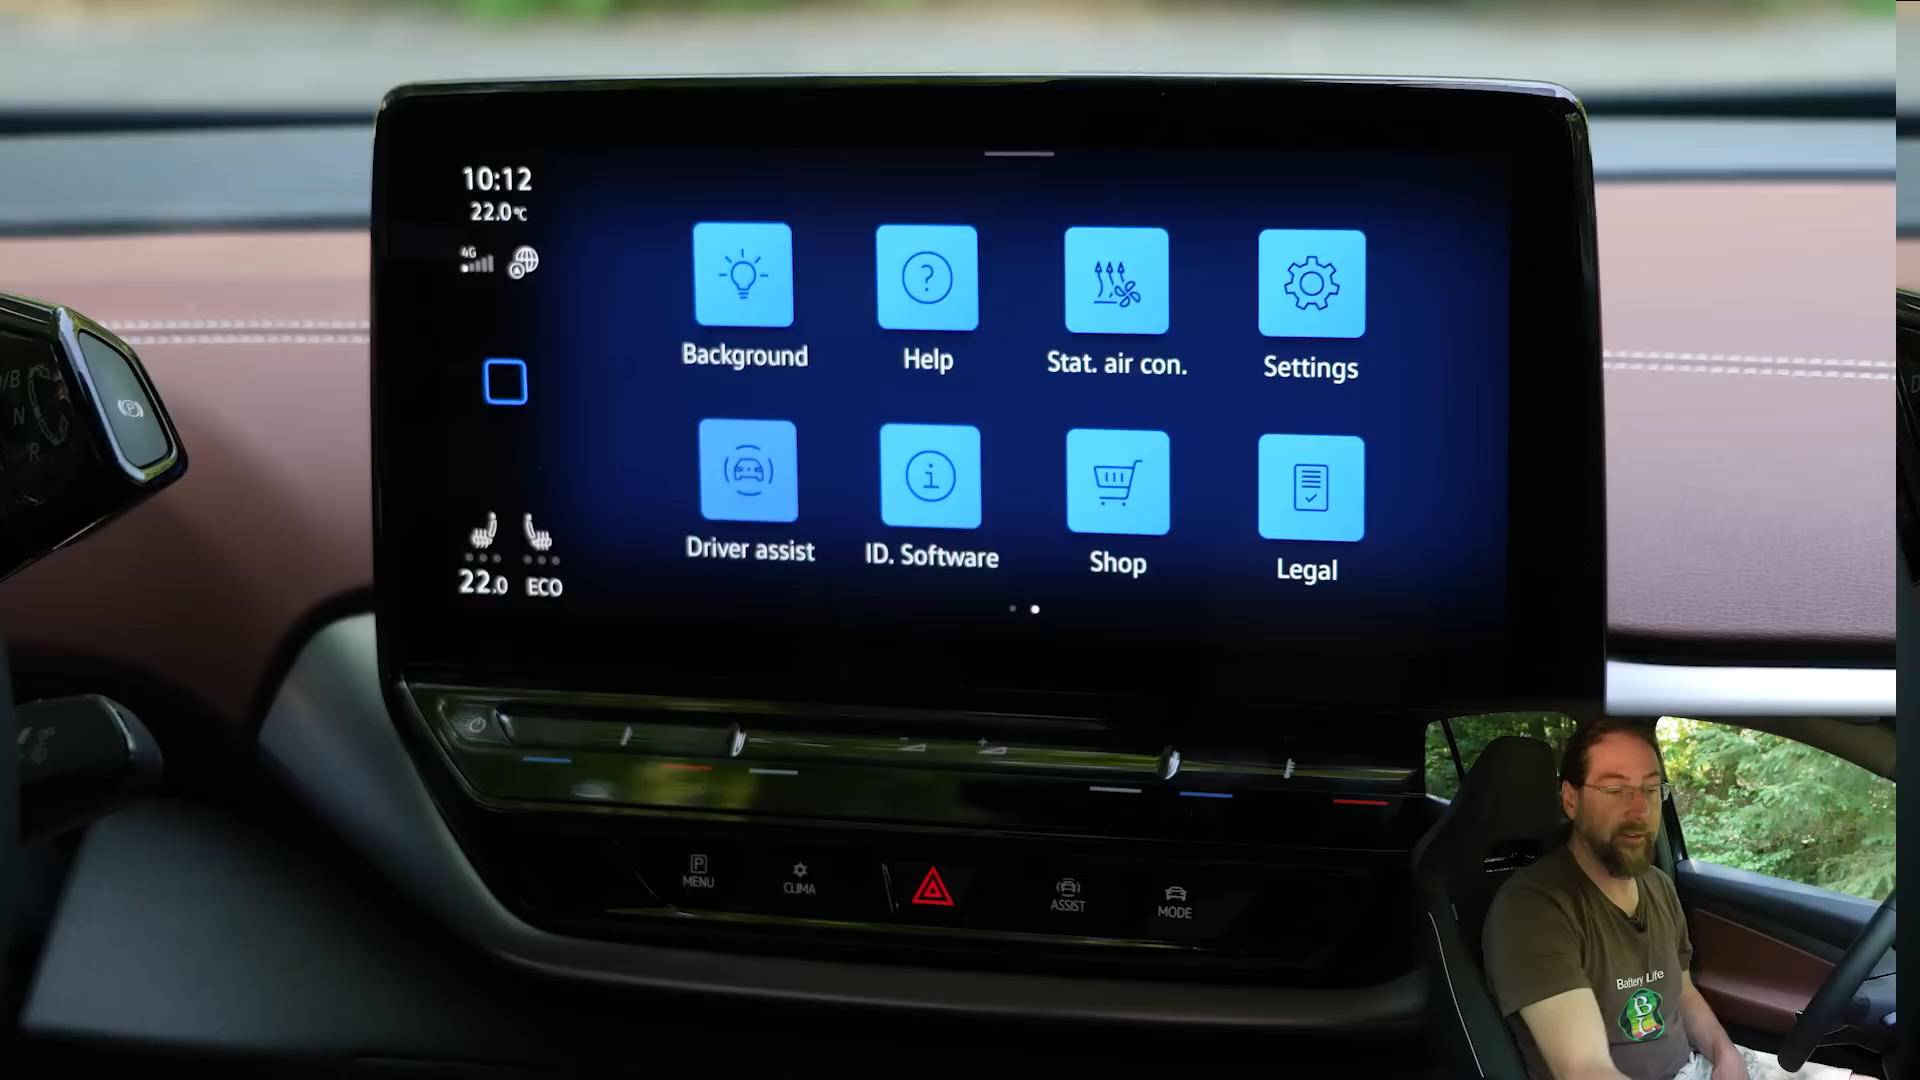 10:12
22.0°C
4G
Background
Help
Stat. air con.
Settings
Driver assist
ID. Software
Shop
Legal
22.0
ECO
D/B
N
R
P
P
MENU
CLIMA
ASSIST
MODE
OFF
Battery Life
B
L